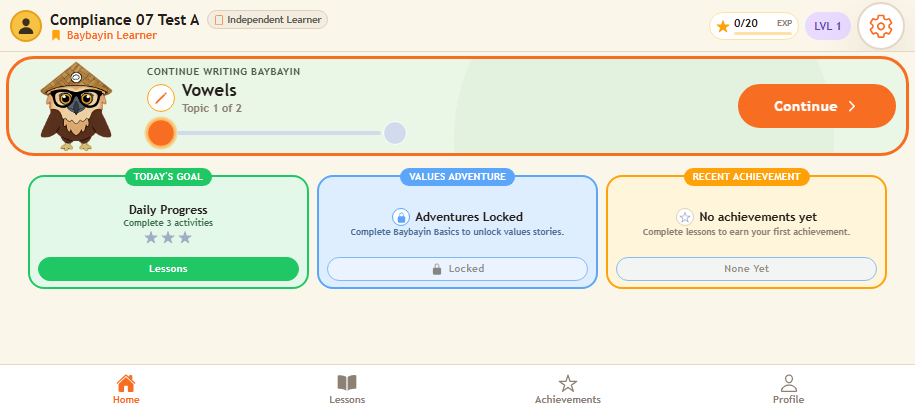 Compliance 07 Test A
Independent Learner
Baybayin Learner
0/20 EXP
LVL 1
CONTINUE WRITING BAYBAYIN
Vowels
Topic 1 of 2
Continue
TODAY'S GOAL
Daily Progress
Complete 3 activities
Lessons
VALUES ADVENTURE
Adventures Locked
Complete Baybayin Basics to unlock values stories.
Locked
RECENT ACHIEVEMENT
No achievements yet
Complete lessons to earn your first achievement.
None Yet
Home
Lessons
Achievements
Profile